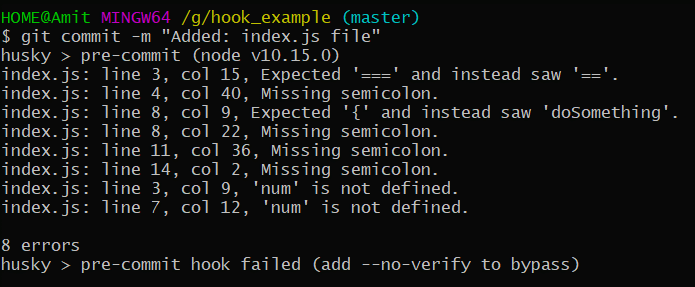 HOME@Amit MINGW64 /g/hook_example (master)
$ git commit -m "Added: index.js file"
husky > pre-commit (node v10.15.0)
index.js: line 3, col 15, Expected '===' and instead saw '=='.
index.js: line 4, col 40, Missing semicolon.
index.js: line 8, col 9, Expected '{' and instead saw 'doSomething'.
index.js: line 8, col 22, Missing semicolon.
index.js: line 11, col 36, Missing semicolon.
index.js: line 14, col 2, Missing semicolon.
index.js: line 3, col 9, 'num' is not defined.
index.js: line 7, col 12, 'num' is not defined.
8 errors
husky > pre-commit hook failed (add --no-verify to bypass)